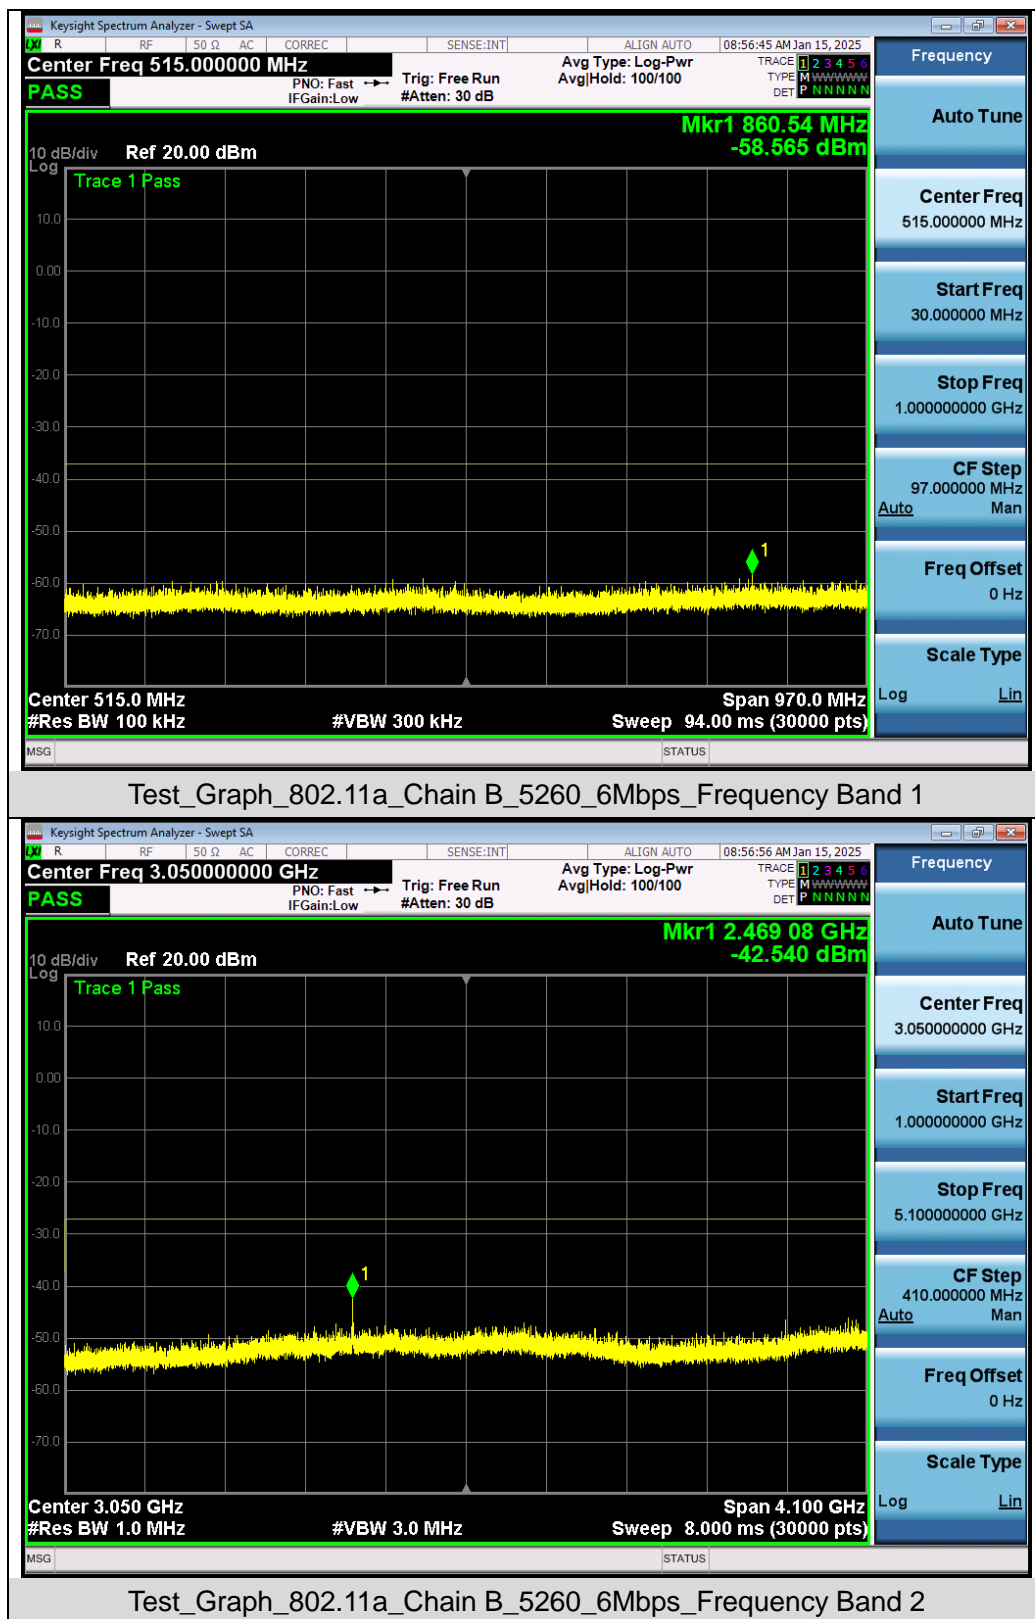 Keysight Spectrum Analyzer - Swept SA
LXI R RF 50 Ω AC CORREC SENSE:INT ALIGN AUTO 08:56:45 AM Jan 15, 2025
Center Freq 515.000000 MHz
PASS
PNO: Fast
IFGain:Low
Trig: Free Run
#Atten: 30 dB
Avg Type: Log-Pwr
Avg|Hold: 100/100
TRACE 1 2 3 4 5 6
TYPE M WWWWW
DET P N N N N N
Mkr1 860.54 MHz
-58.565 dBm
10 dB/div Ref 20.00 dBm
Log
Trace 1 Pass
10.0
0.00
-10.0
-20.0
-30.0
-40.0
-50.0
-60.0
-70.0
1
Center 515.0 MHz Span 970.0 MHz
#Res BW 100 kHz #VBW 300 kHz Sweep 94.00 ms (30000 pts)
MSG STATUS
Frequency
Auto Tune
Center Freq
515.000000 MHz
Start Freq
30.000000 MHz
Stop Freq
1.000000000 GHz
CF Step
97.000000 MHz
Auto Man
Freq Offset
0 Hz
Scale Type
Log Lin
Test_Graph_802.11a_Chain B_5260_6Mbps_Frequency Band 1
Keysight Spectrum Analyzer - Swept SA
LXI R RF 50 Ω AC CORREC SENSE:INT ALIGN AUTO 08:56:56 AM Jan 15, 2025
Center Freq 3.050000000 GHz
PASS
PNO: Fast
IFGain:Low
Trig: Free Run
#Atten: 30 dB
Avg Type: Log-Pwr
Avg|Hold: 100/100
TRACE 1 2 3 4 5 6
TYPE M WWWWW
DET P N N N N N
Mkr1 2.469 08 GHz
-42.540 dBm
10 dB/div Ref 20.00 dBm
Log
Trace 1 Pass
10.0
0.00
-10.0
-20.0
-30.0
-40.0
-50.0
-60.0
-70.0
1
Center 3.050 GHz Span 4.100 GHz
#Res BW 1.0 MHz #VBW 3.0 MHz Sweep 8.000 ms (30000 pts)
MSG STATUS
Frequency
Auto Tune
Center Freq
3.050000000 GHz
Start Freq
1.000000000 GHz
Stop Freq
5.100000000 GHz
CF Step
410.000000 MHz
Auto Man
Freq Offset
0 Hz
Scale Type
Log Lin
Test_Graph_802.11a_Chain B_5260_6Mbps_Frequency Band 2